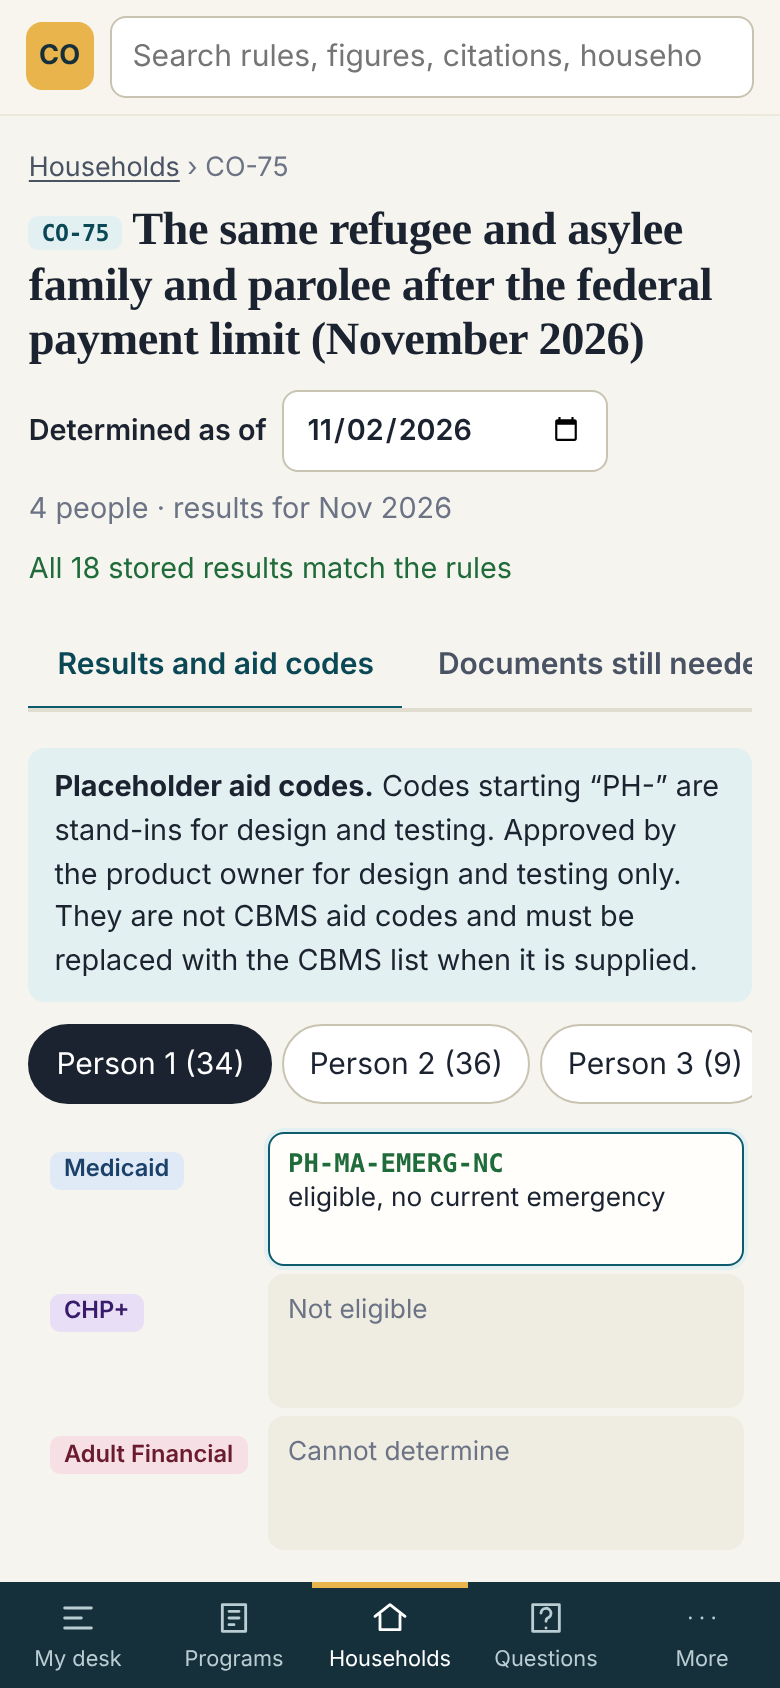 CO
Search rules, figures, citations, househo
Households › CO-75
CO-75 The same refugee and asylee
family and parolee after the federal
payment limit (November 2026)
Determined as of 11/02/2026
4 people · results for Nov 2026
All 18 stored results match the rules
Results and aid codes
Documents still neede
Placeholder aid codes. Codes starting “PH-” are
stand-ins for design and testing. Approved by
the product owner for design and testing only.
They are not CBMS aid codes and must be
replaced with the CBMS list when it is supplied.
Person 1 (34)
Person 2 (36)
Person 3 (9)
Medicaid
PH-MA-EMERG-NC
eligible, no current emergency
CHP+
Not eligible
Adult Financial
Cannot determine
My desk
Programs
Households
Questions
More